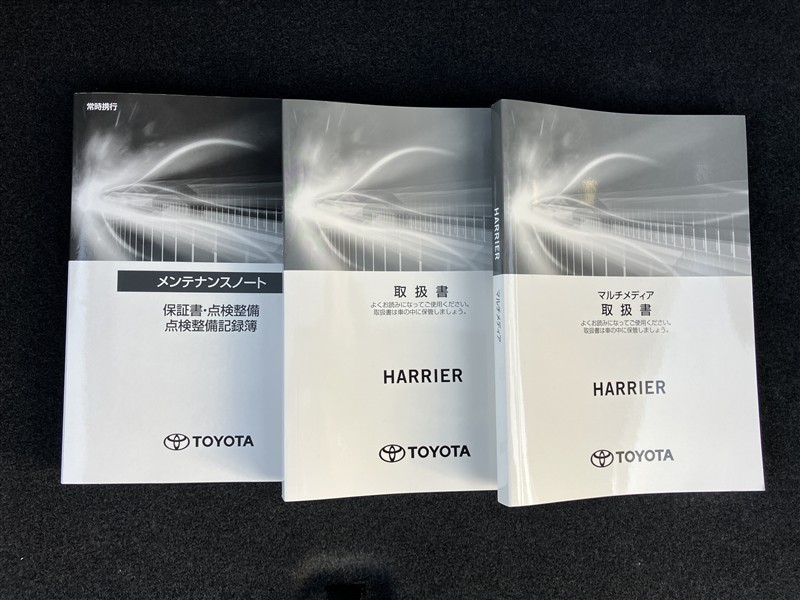 常時携行
メンテナンスノート
保証書・点検整備
点検整備記録簿
TOYOTA
取扱書
よくお読みになってご使用ください。
取扱書は車の中に保管しましょう。
HARRIER
TOYOTA
HARRIER
マルチメディア
マルチメディア
取扱書
よくお読みになってご使用ください。
取扱書は車の中に保管しましょう。
HARRIER
TOYOTA